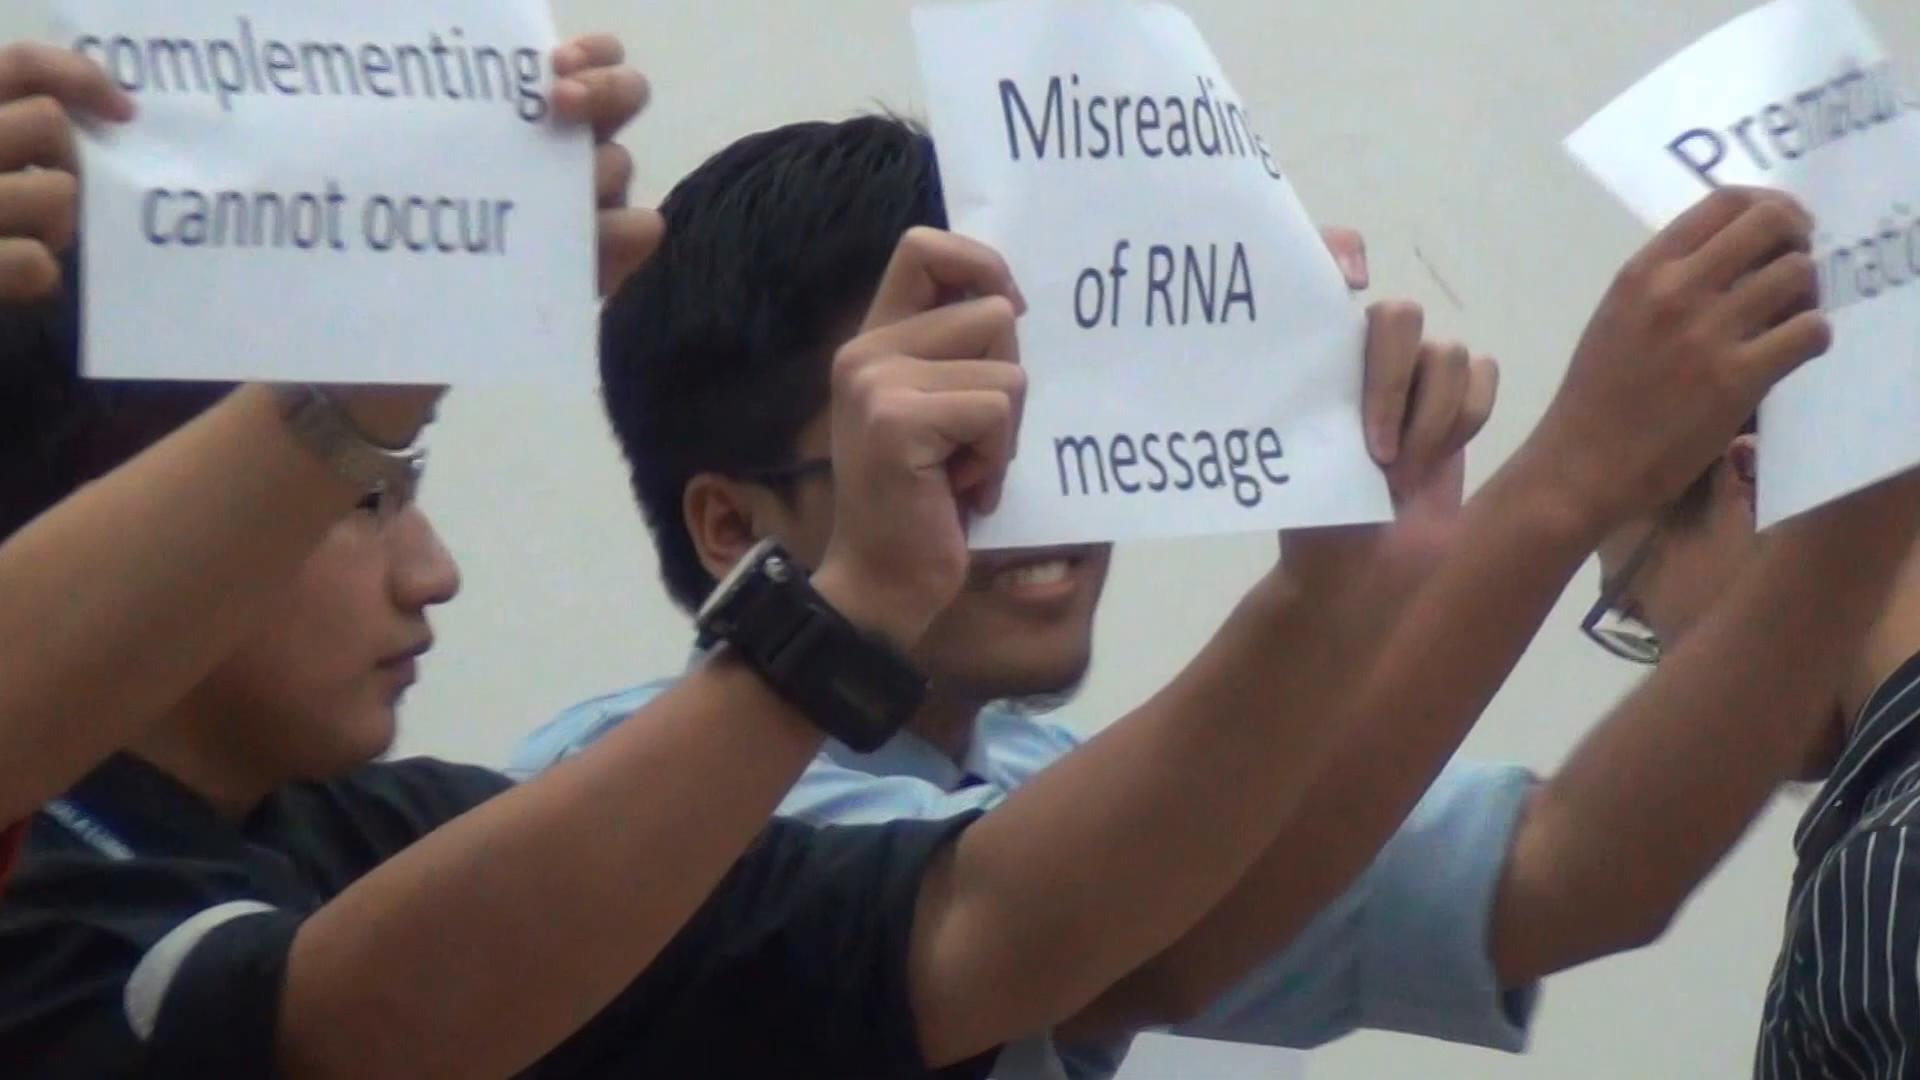 complementing
cannot occur
Misreading
of RNA
message